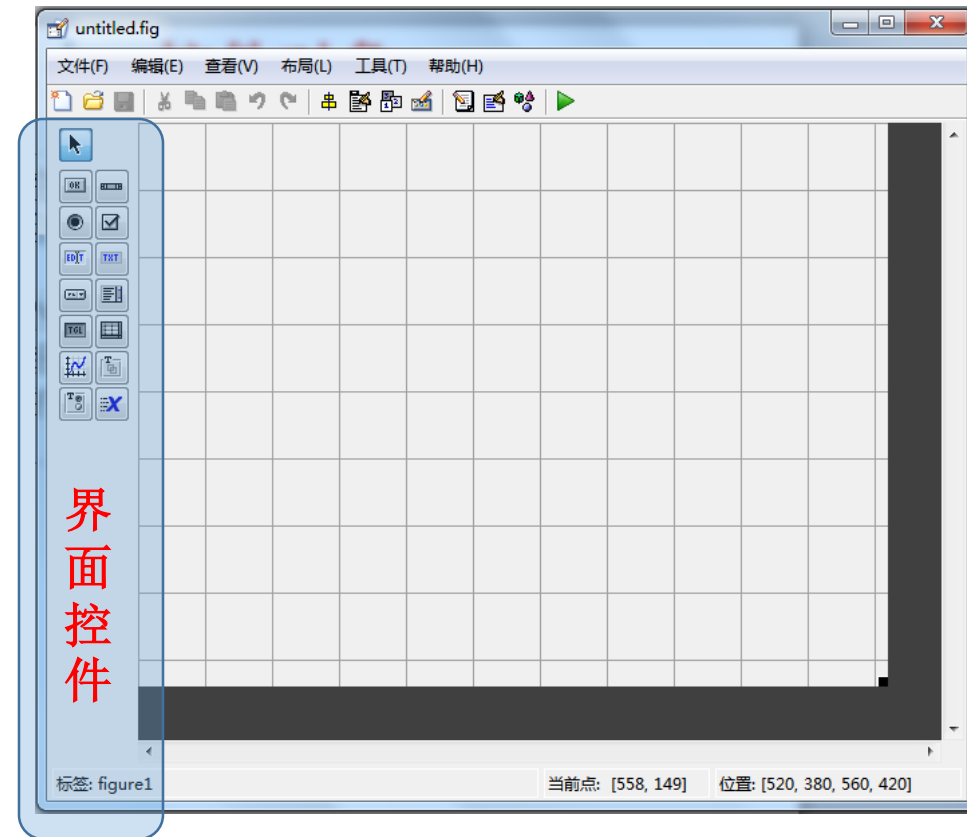 untitled.fig
文件(F) 编辑(E) 查看(V) 布局(L) 工具(T) 帮助(H)
OK
EDIT TXT
TGL
界
面
控
件
标签: figure1 当前点: [558, 149] 位置: [520, 380, 560, 420]